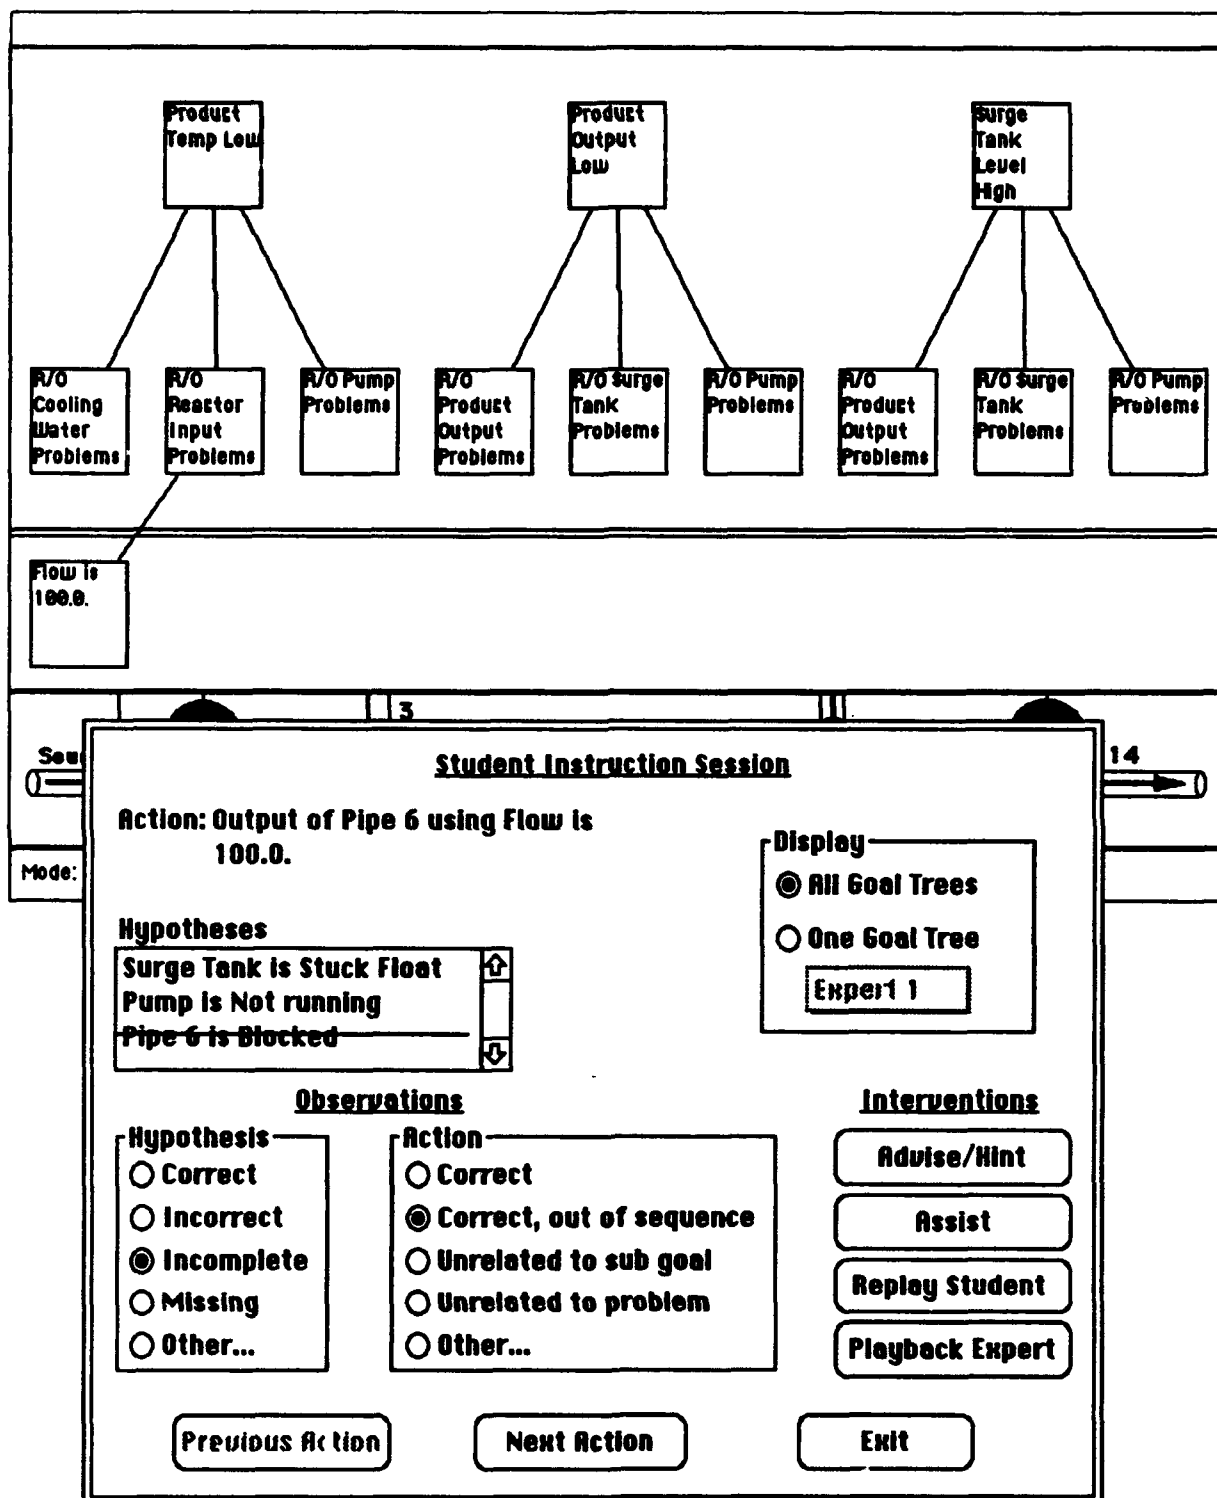 Product
Temp Low
Product
Output
Low
Surge
Tank
Level
High
R/O
Cooling
Water
Problems
R/O
Reactor
Input
Problems
R/O Pump
Problems
R/O
Product
Output
Problems
R/O Surge
Tank
Problems
R/O Pump
Problems
R/O
Product
Output
Problems
R/O Surge
Tank
Problems
R/O Pump
Problems
Flow is
100.0.
3
14
Mode:
Student Instruction Session
Action: Output of Pipe 6 using Flow is
100.0.
Display
All Goal Trees
One Goal Tree
Expert 1
Hypotheses
Surge Tank is Stuck Float
Pump is Not running
Pipe 6 is Blocked
Observations
Interventions
Hypothesis
Correct
Incorrect
Incomplete
Missing
Other...
Action
Correct
Correct, out of sequence
Unrelated to sub goal
Unrelated to problem
Other...
Advise/Hint
Assist
Replay Student
Playback Expert
Previous Action
Next Action
Exit